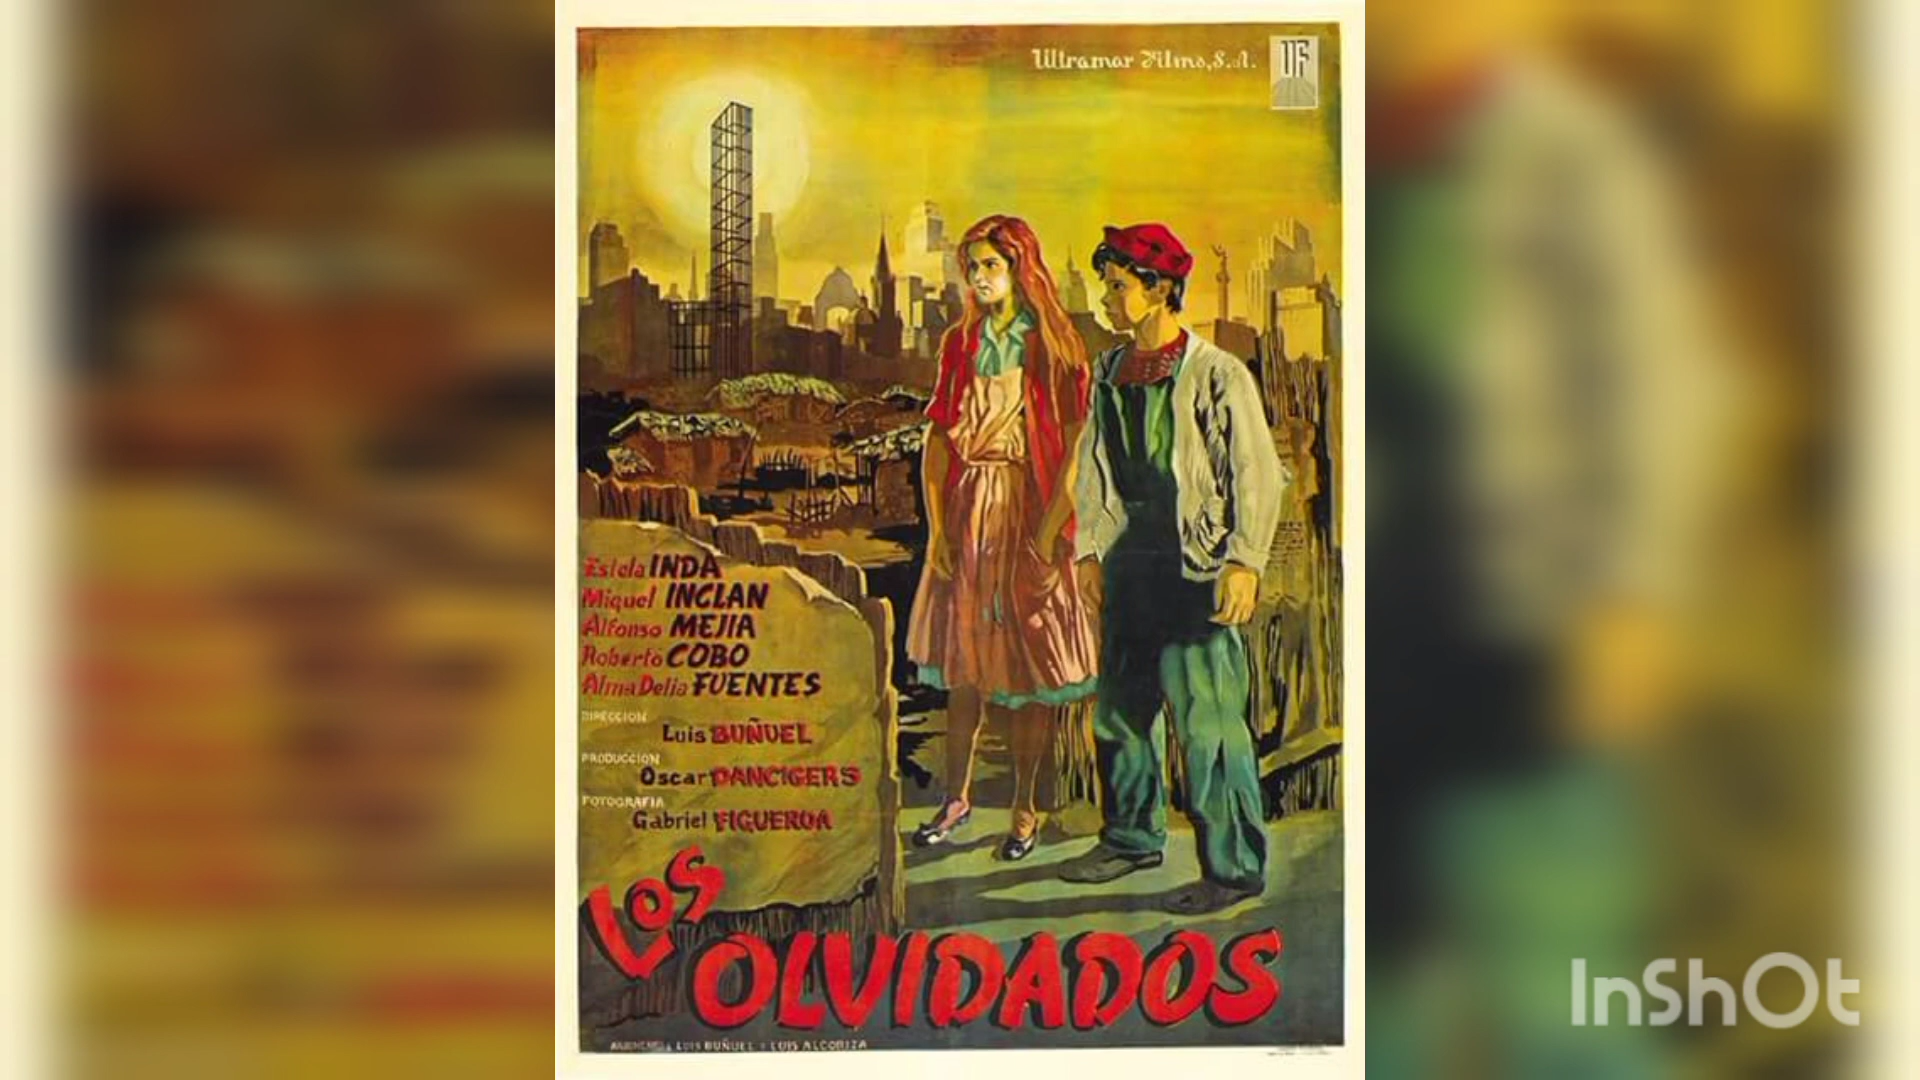 Ultramar Films, S.A.
UF
Estela INDA
Miguel INCLAN
Alfonso MEJIA
Roberto COBO
Alma Delia FUENTES
DIRECCION
Luis BUÑUEL
PRODUCCION
Oscar DANCIGERS
FOTOGRAFIA
Gabriel FIGUEROA
LOS
OLVIDADOS
LUIS BUÑUEL Y LUIS ALCORIZA
InShOt